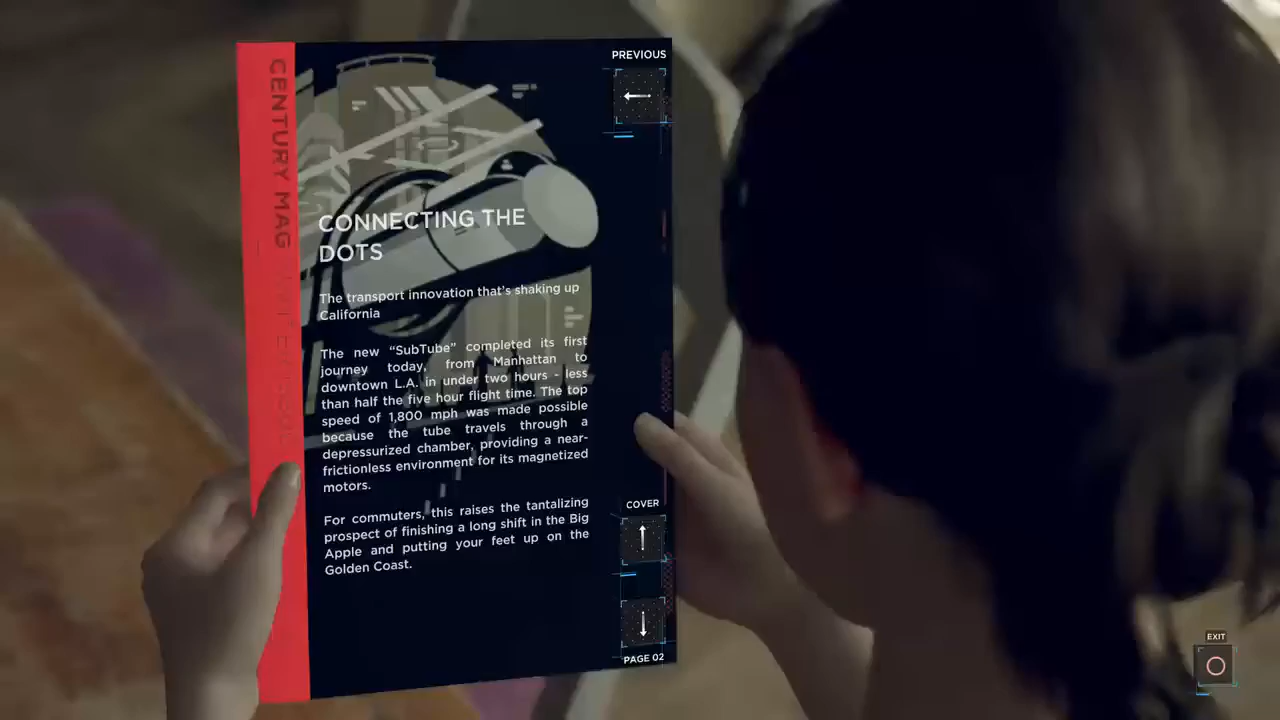 CENTURY MAG
PREVIOUS
CONNECTING THE
DOTS
The transport innovation that's shaking up
California
The new “SubTube” completed its first
journey today, from Manhattan to
downtown L.A. in under two hours - less
than half the five hour flight time. The top
speed of 1,800 mph was made possible
because the tube travels through a
depressurized chamber, providing a near-
frictionless environment for its magnetized
motors.
For commuters, this raises the tantalizing
prospect of finishing a long shift in the Big
Apple and putting your feet up on the
Golden Coast.
COVER
PAGE 02
EXIT